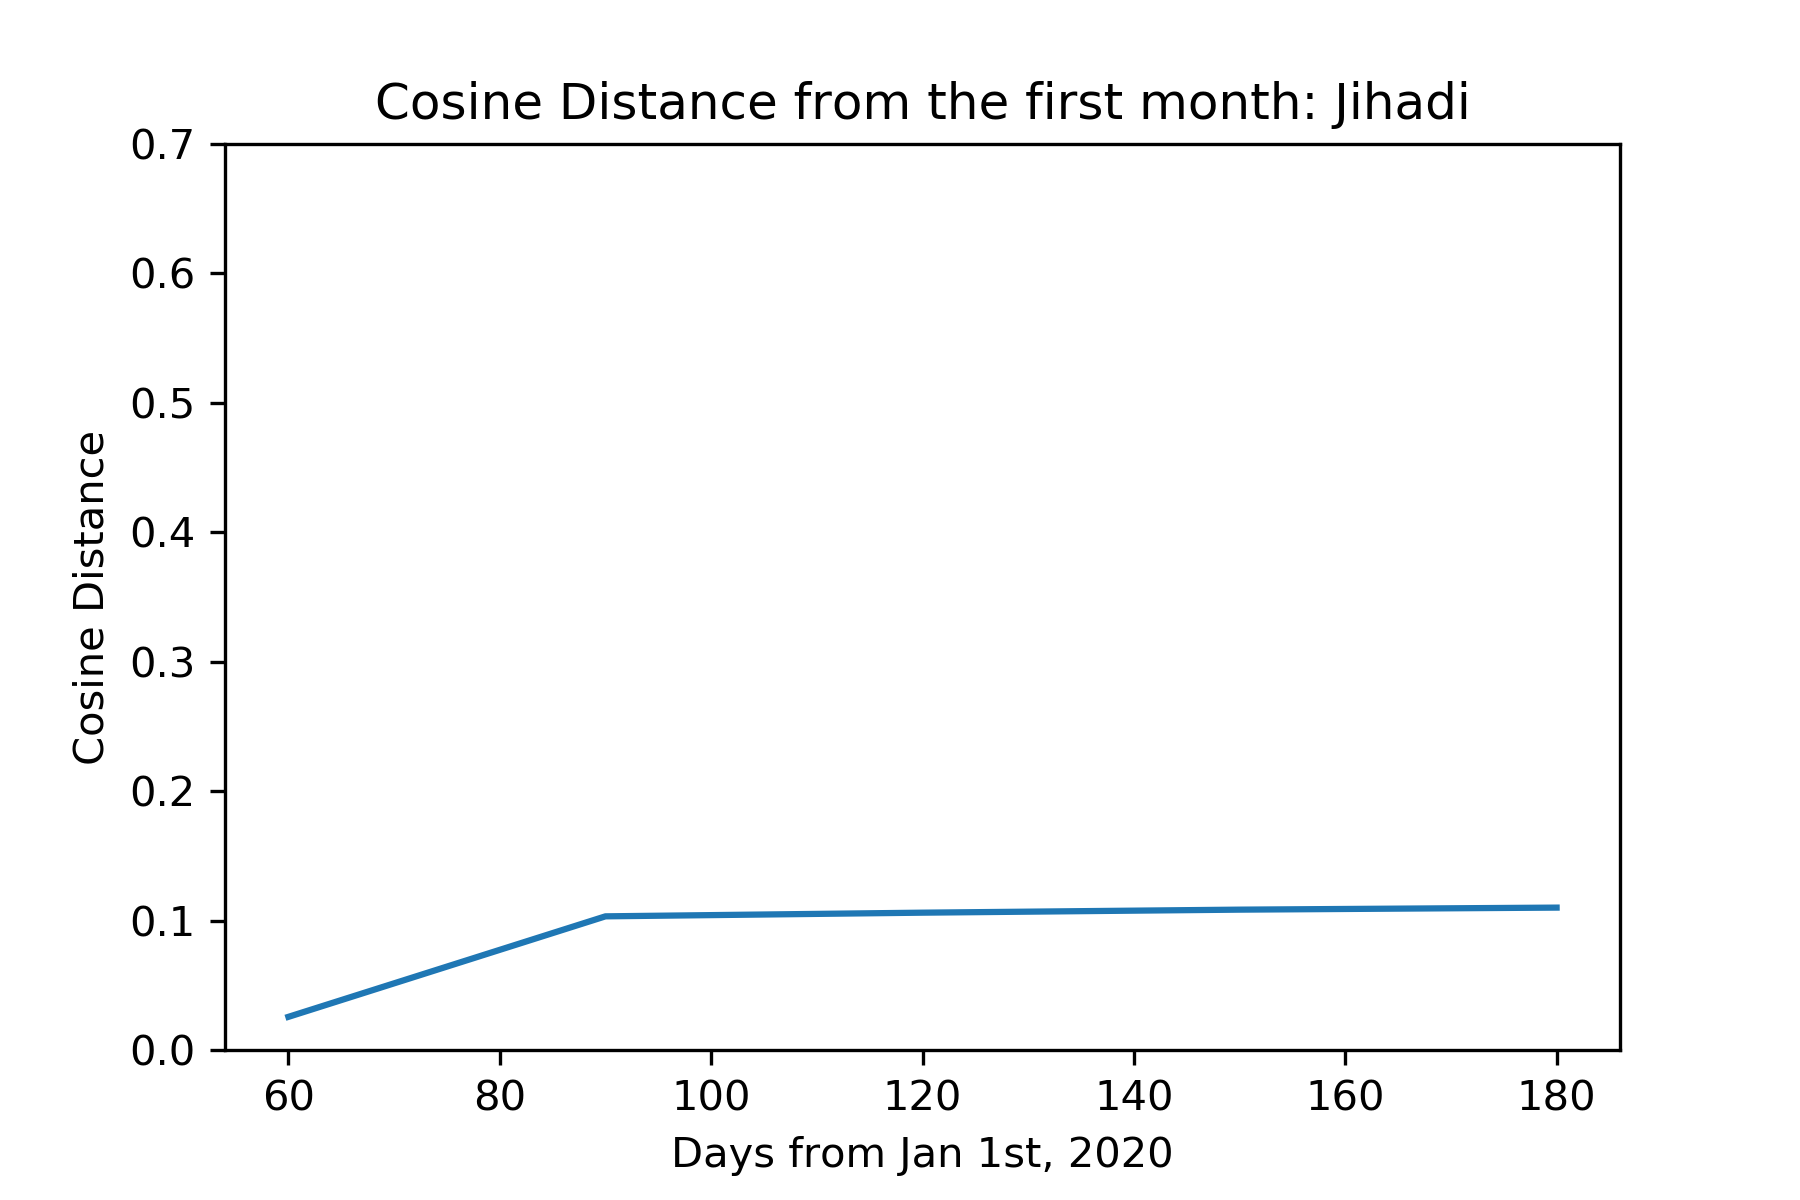 Cosine Distance from the first month: Jihadi
0.7
0.6
0.5
0.4
0.3
0.2
0.1
0.0
Cosine Distance
60 80 100 120 140 160 180
Days from Jan 1st, 2020